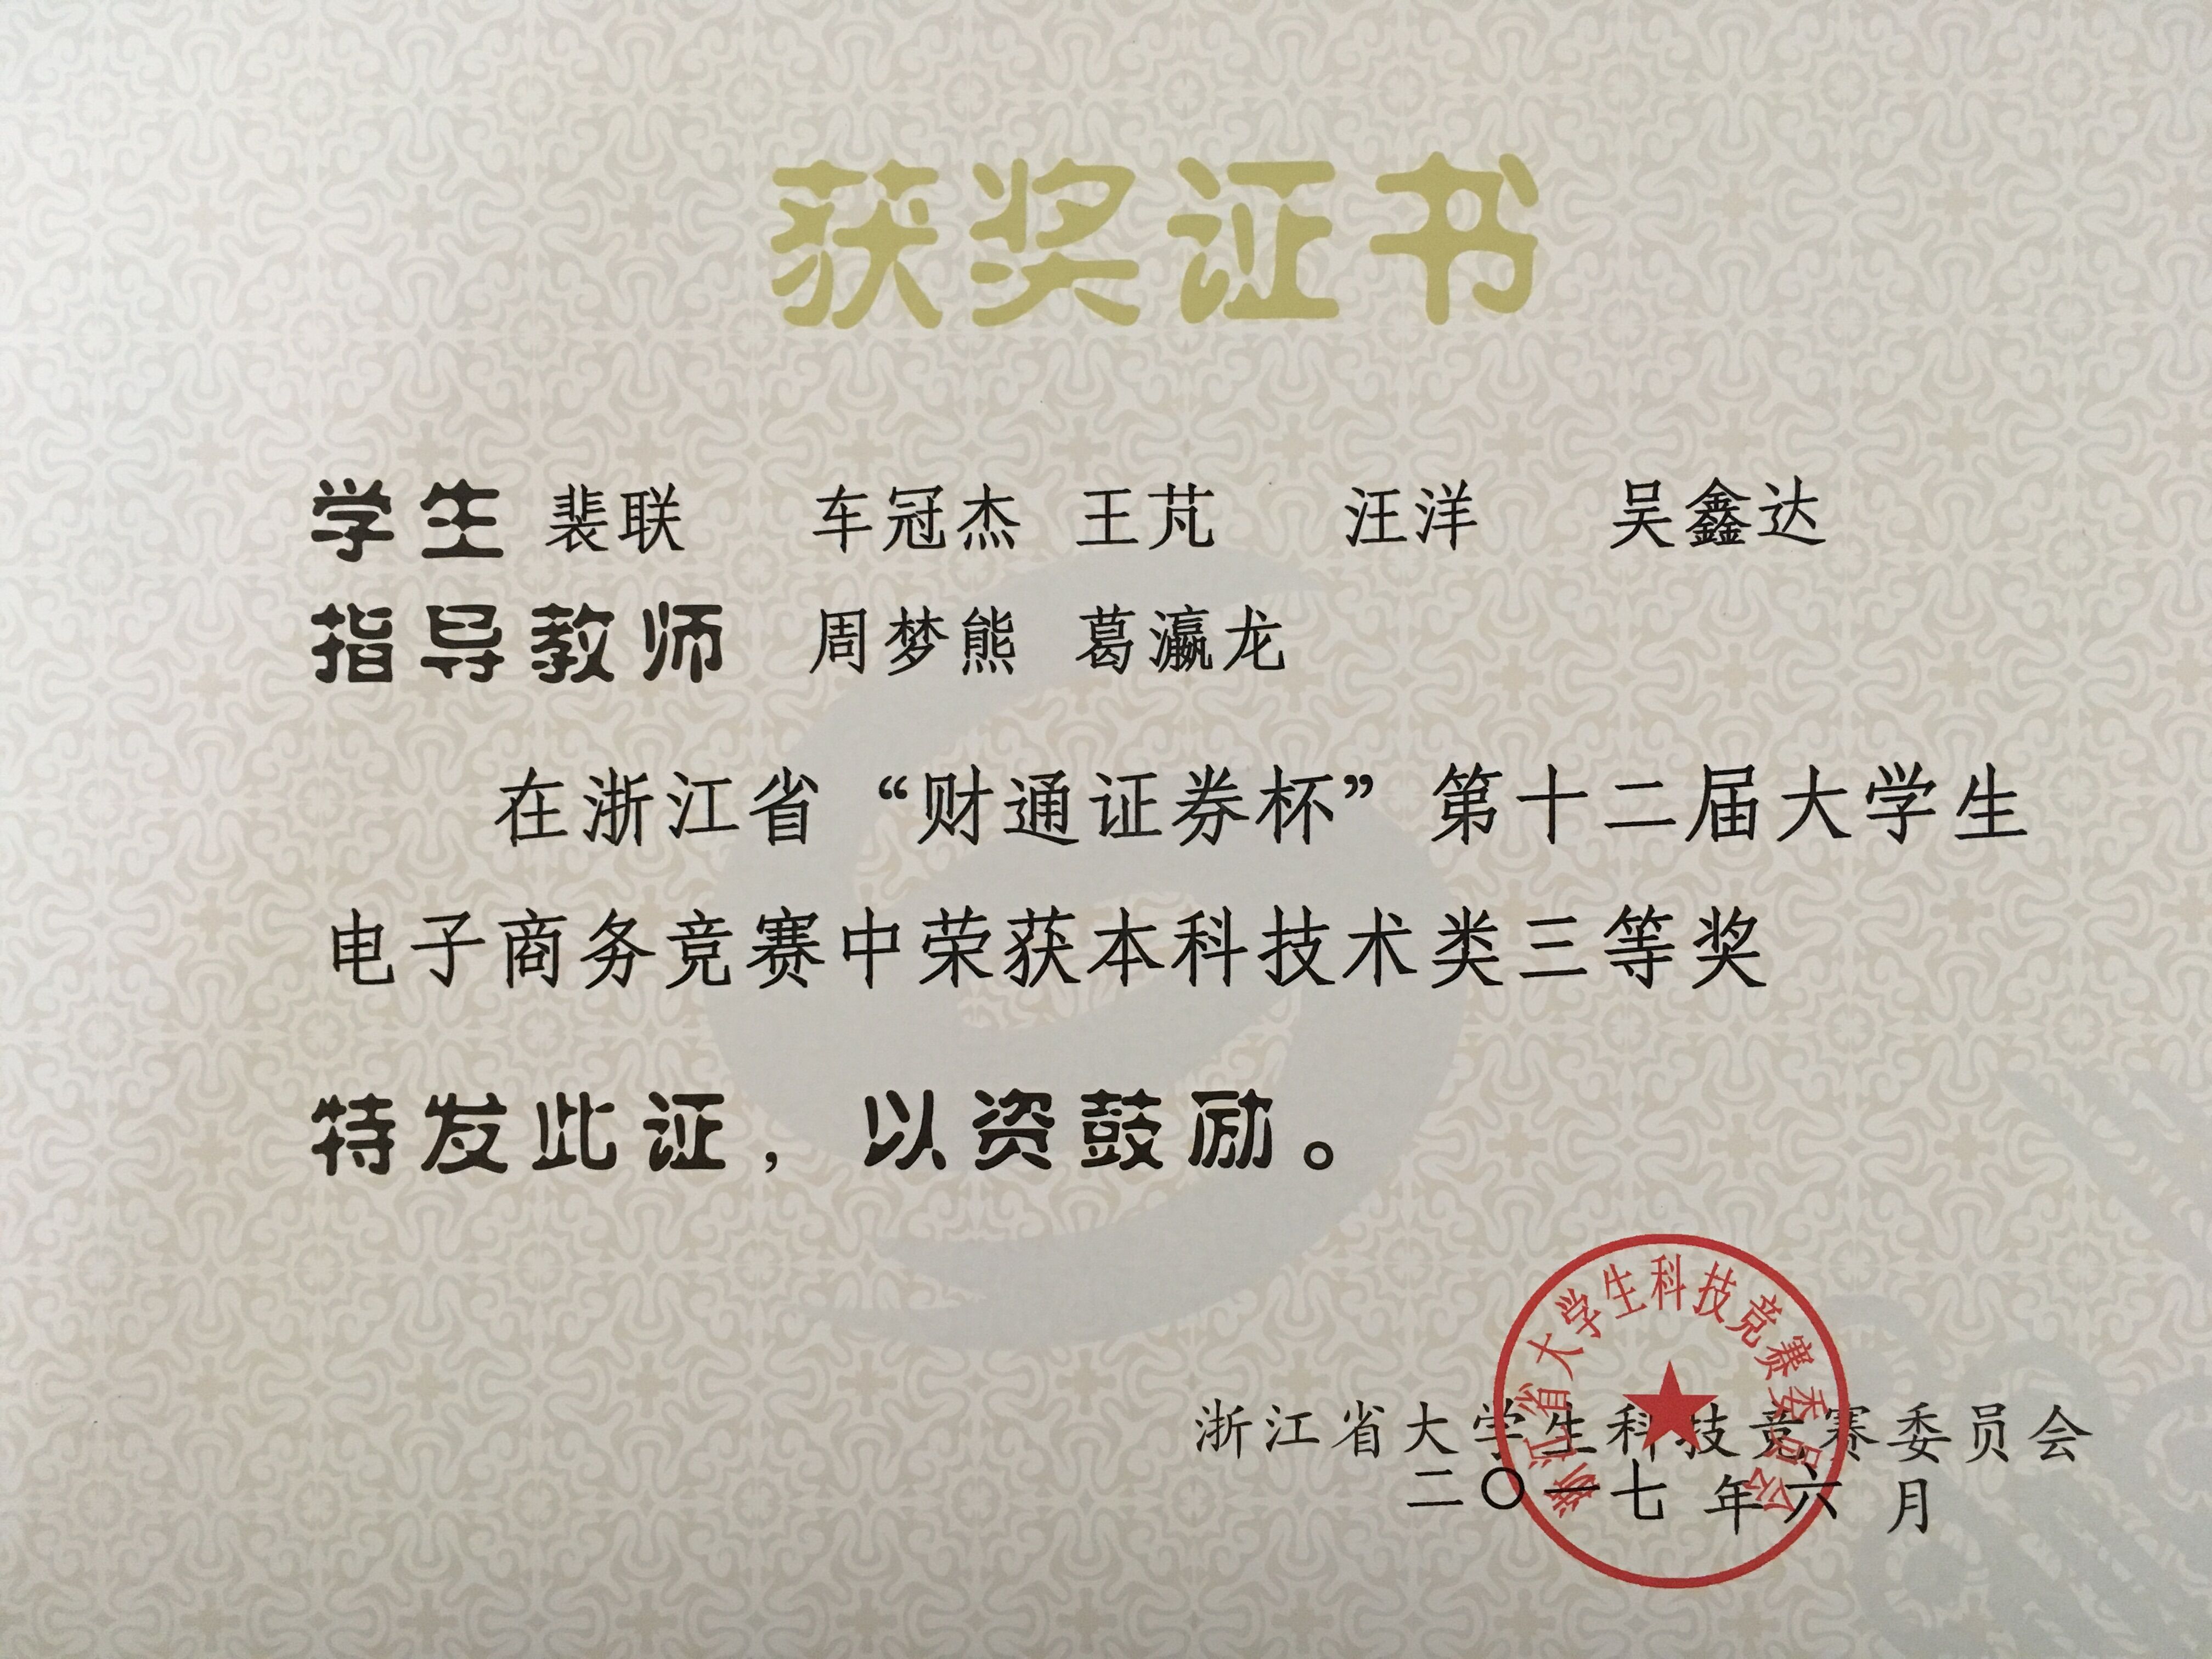 获奖证书
学生 裴联 车冠杰 王芃 汪洋 吴鑫达
指导教师 周梦熊 葛瀛龙
在浙江省“财通证券杯”第十二届大学生
电子商务竞赛中荣获本科技术类三等奖
特发此证，以资鼓励。
浙江省大学生科技竞赛委员会
浙江省大学生科技竞赛委员会
二〇一七年六月